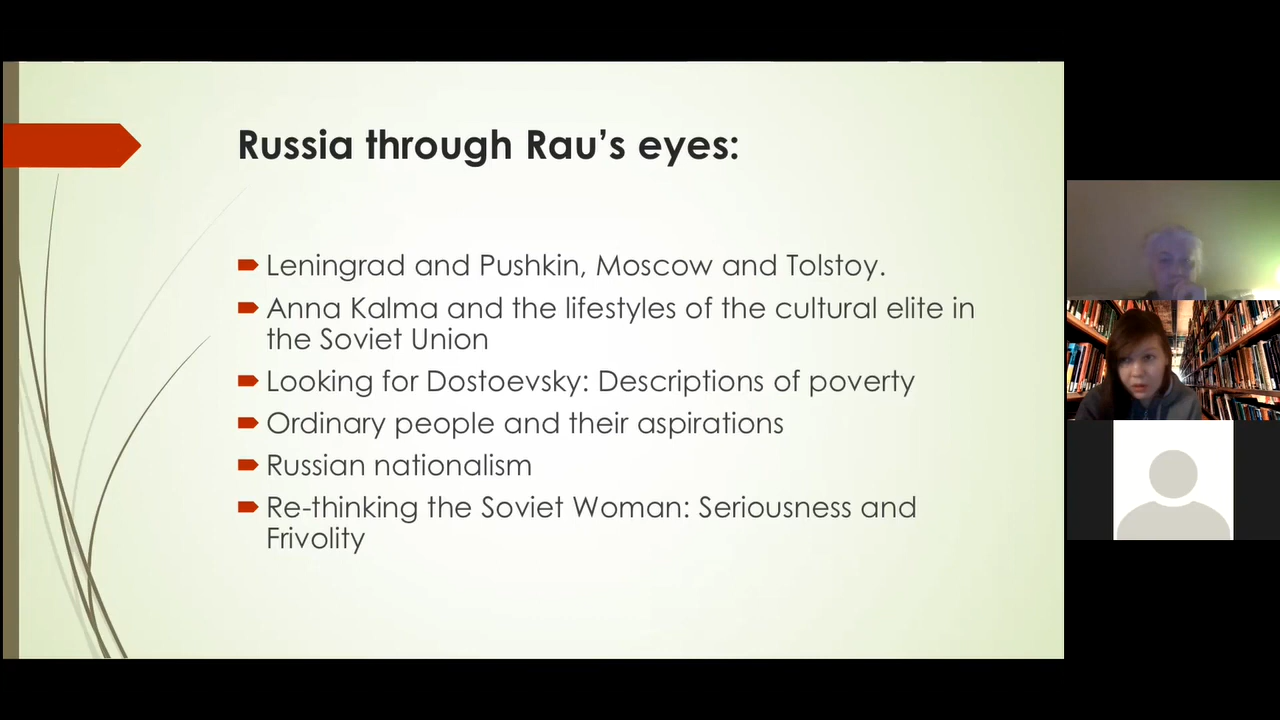 Russia through Rau's eyes:
Leningrad and Pushkin, Moscow and Tolstoy.
Anna Kalma and the lifestyles of the cultural elite in
the Soviet Union
Looking for Dostoevsky: Descriptions of poverty
Ordinary people and their aspirations
Russian nationalism
Re-thinking the Soviet Woman: Seriousness and
Frivolity